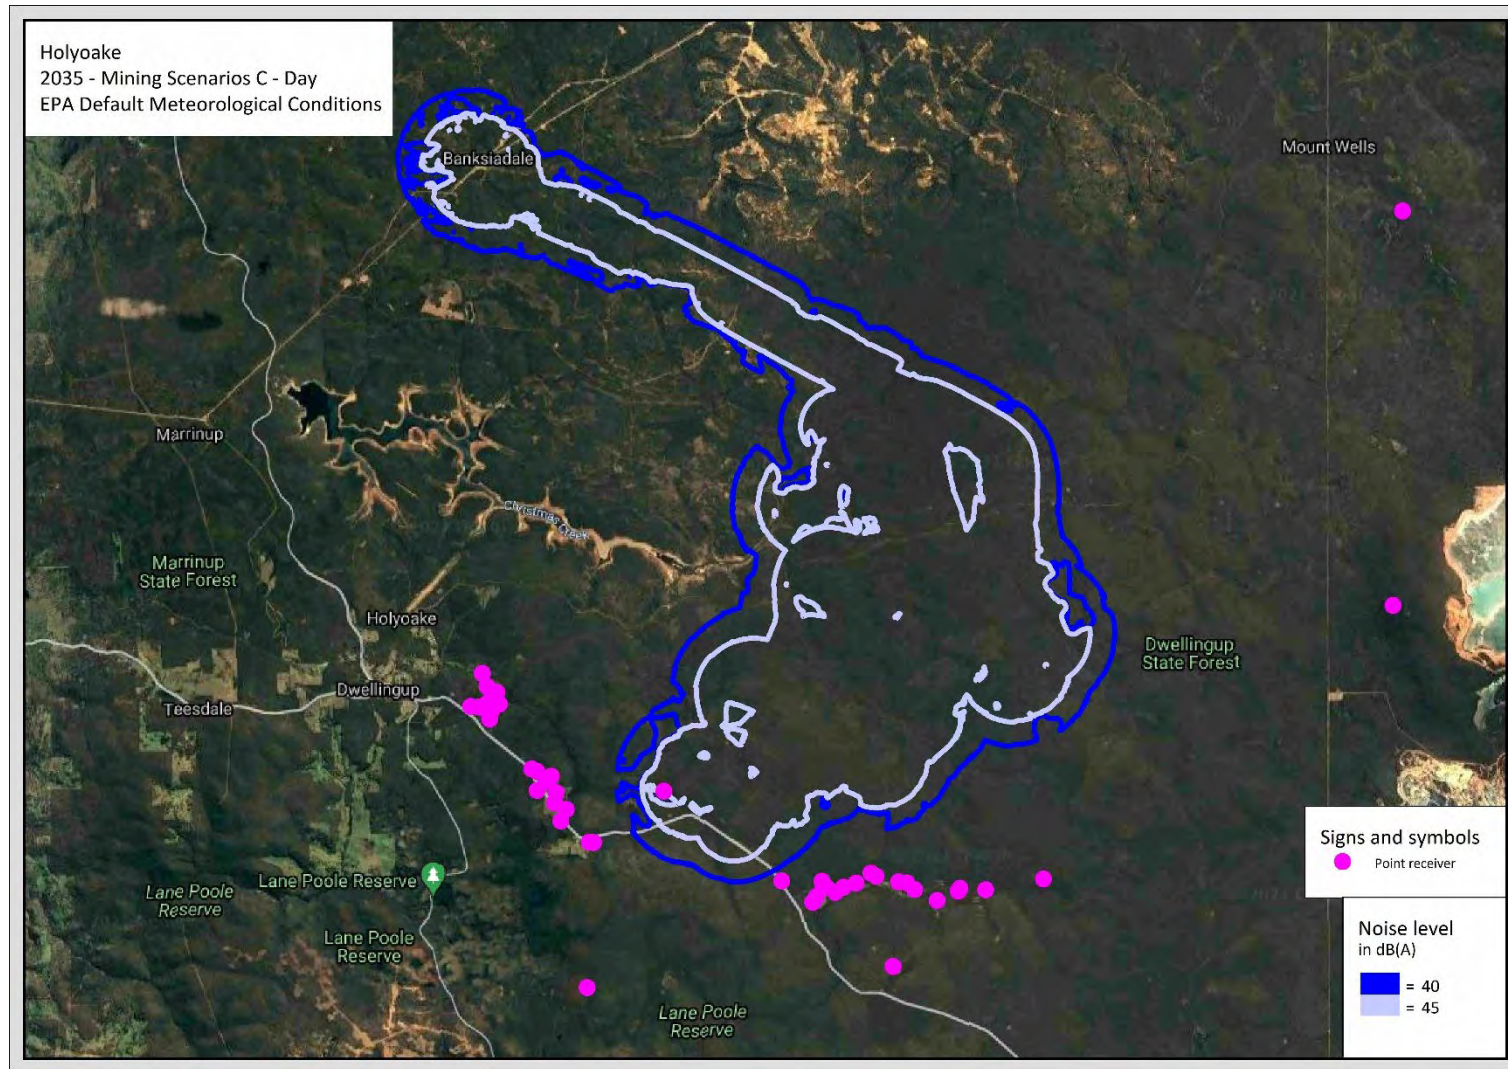 Holyoake
2035 - Mining Scenarios C - Day
EPA Default Meteorological Conditions
Banksiadale
Mount Wells
Marrinup
Christmas Creek
Marrinup
State Forest
Holyoake
Dwellingup
State Forest
Dwellingup
Teesdale
Lane Poole Reserve
Lane Poole
Reserve
Lane Poole
Reserve
Lane Poole
Reserve
Signs and symbols
Point receiver
Noise level
in dB(A)
= 40
= 45